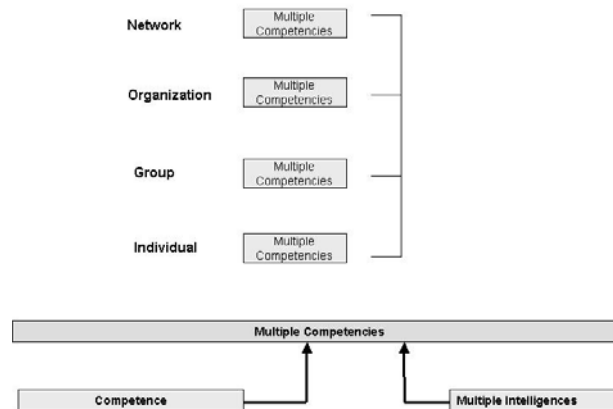 Network
Multiple
Competencies
Organization
Multiple
Competencies
Group
Multiple
Competencies
Individual
Multiple
Competencies
Multiple Competencies
Competence
Multiple Intelligences